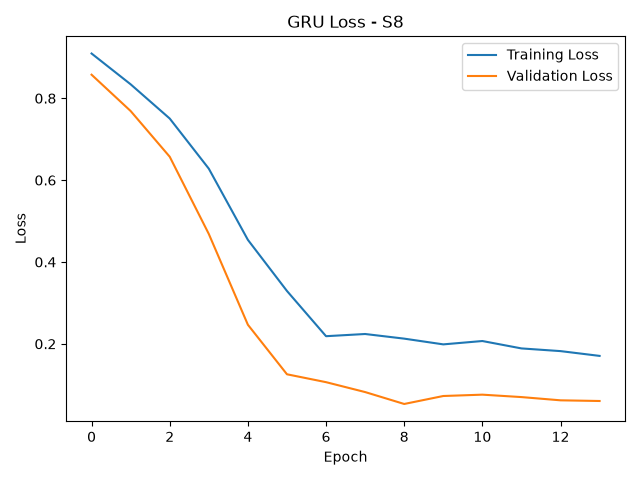 GRU Loss - S8
Training Loss
Validation Loss
Loss
0.8
0.6
0.4
0.2
0 2 4 6 8 10 12
Epoch